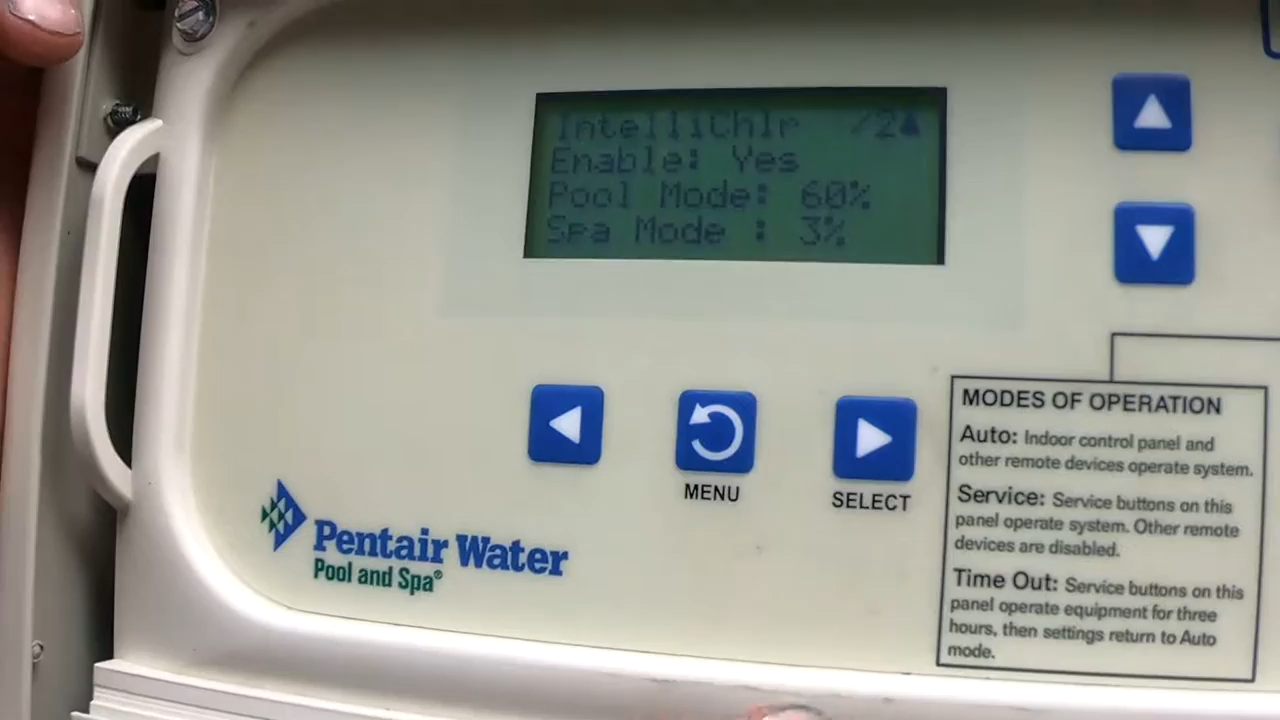 IntelliChlr /2
Enable: Yes
Pool Mode: 60%
Spa Mode : 3%
MENU
SELECT
Pentair Water
Pool and Spa®
MODES OF OPERATION
Auto: Indoor control panel and
other remote devices operate system.
Service: Service buttons on this
panel operate system. Other remote
devices are disabled.
Time Out: Service buttons on this
panel operate equipment for three
hours, then settings return to Auto
mode.